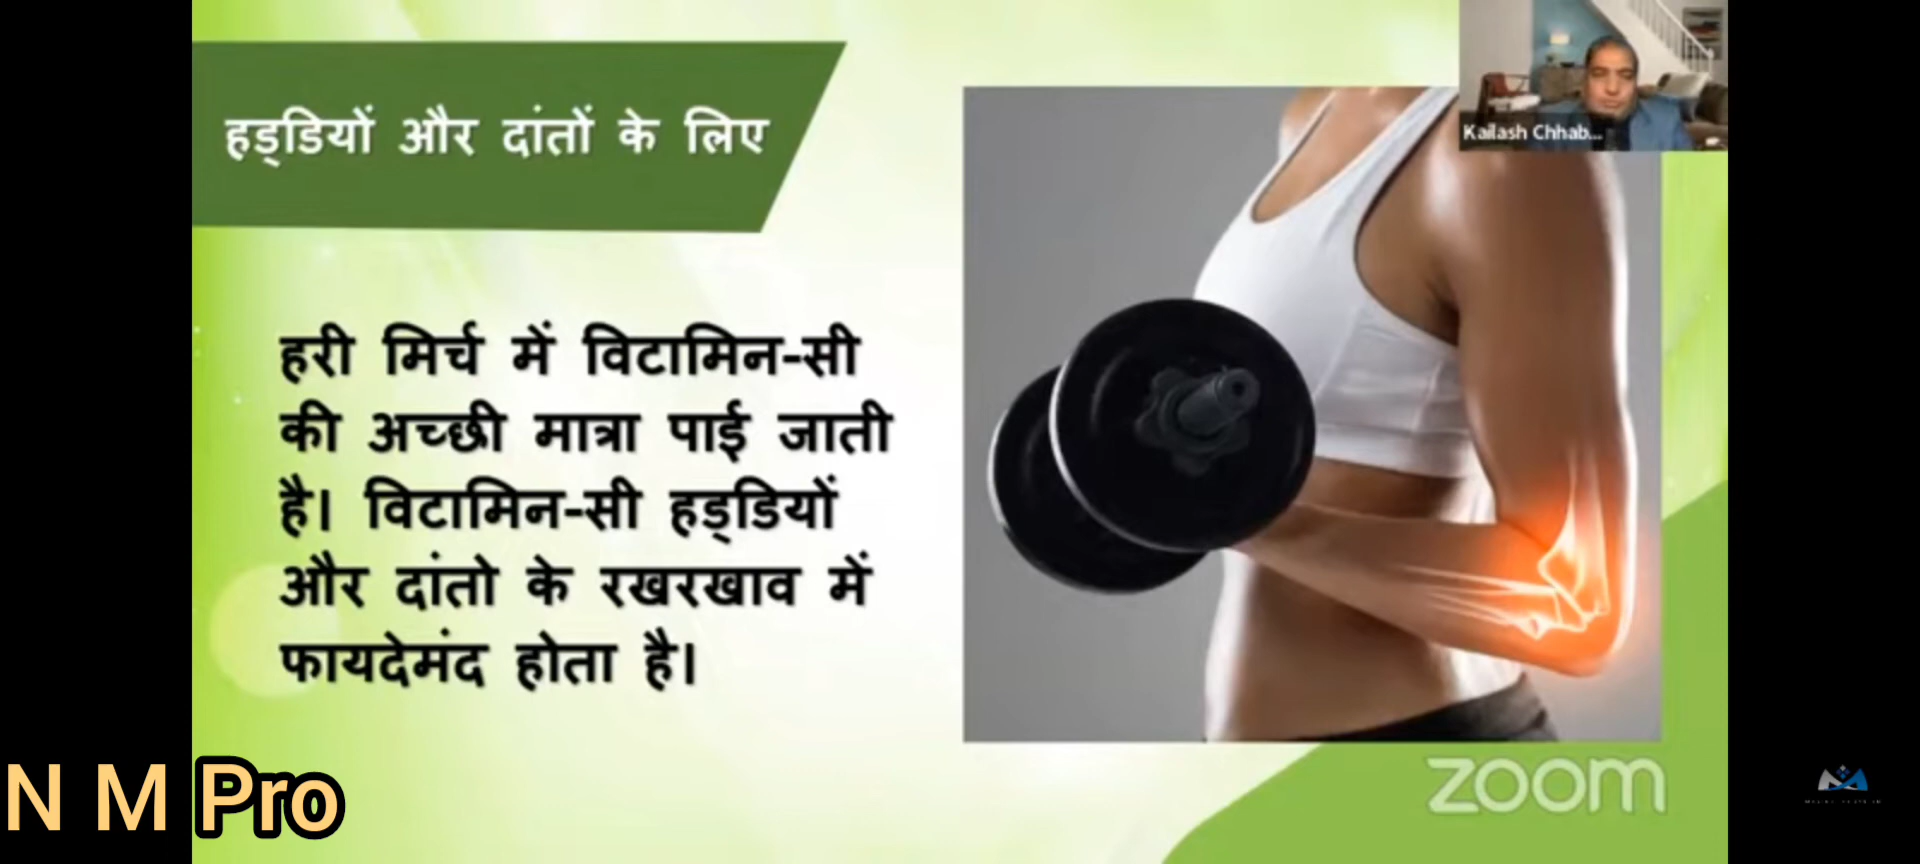 Kailash Chhab...
हड्डियों और दांतों के लिए
हरी मिर्च में विटामिन-सी
की अच्छी मात्रा पाई जाती
है। विटामिन-सी हड्डियों
और दांतो के रखरखाव में
फायदेमंद होता है।
zoom
N M Pro